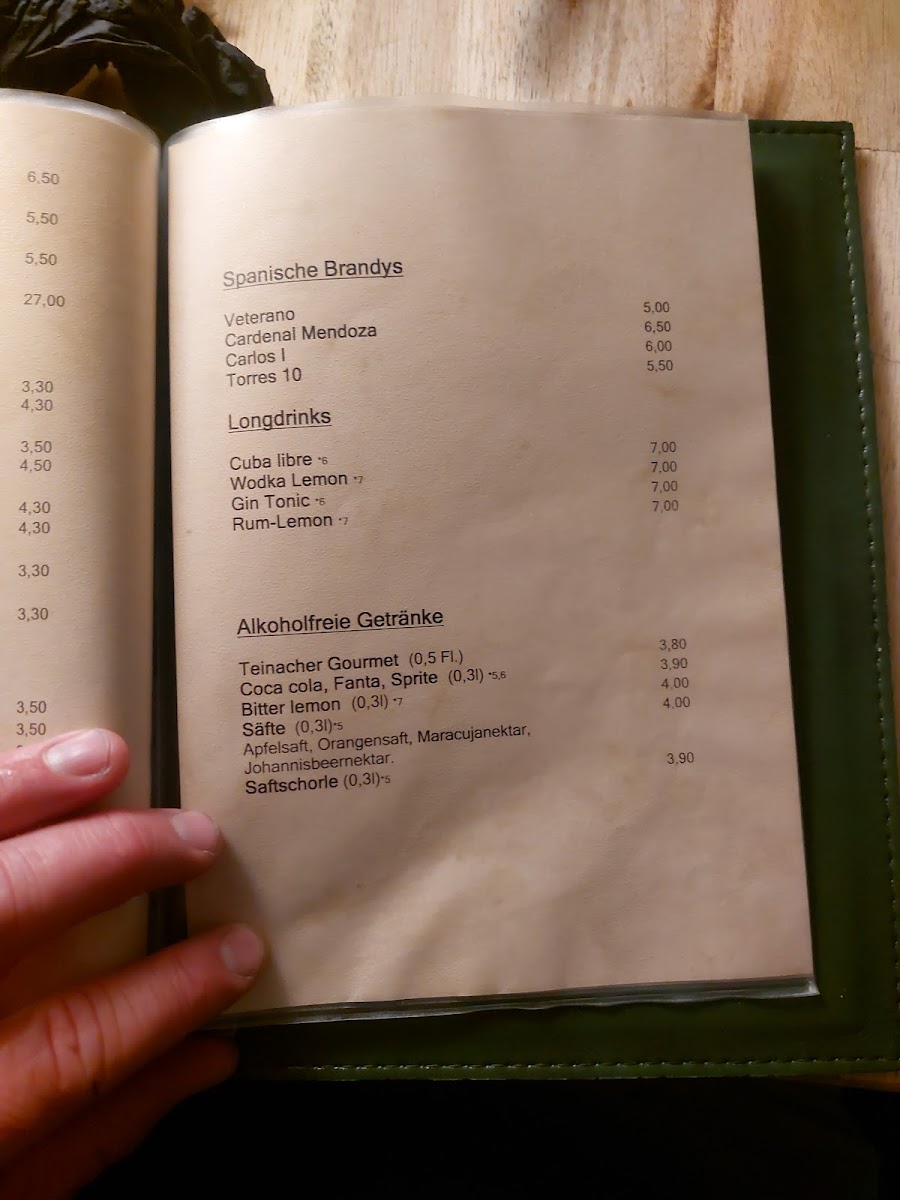 6,50
5,50
5,50
27,00
3,30
4,30
3,50
4,50
4,30
4,30
3,30
3,30
3,50
3,50
Spanische Brandys
Veterano 5,00
Cardenal Mendoza 6,50
Carlos I 6,00
Torres 10 5,50
Longdrinks
Cuba libre *6 7,00
Wodka Lemon *7 7,00
Gin Tonic *6 7,00
Rum-Lemon *7 7,00
Alkoholfreie Getränke
Teinacher Gourmet (0,5 Fl.) 3,80
Coca cola, Fanta, Sprite (0,3l) *5,6 3,90
Bitter lemon (0,3l) *7 4,00
Säfte (0,3l)*5 4,00
Apfelsaft, Orangensaft, Maracujanektar,
Johannisbeernektar.
Saftschorle (0,3l)*5 3,90